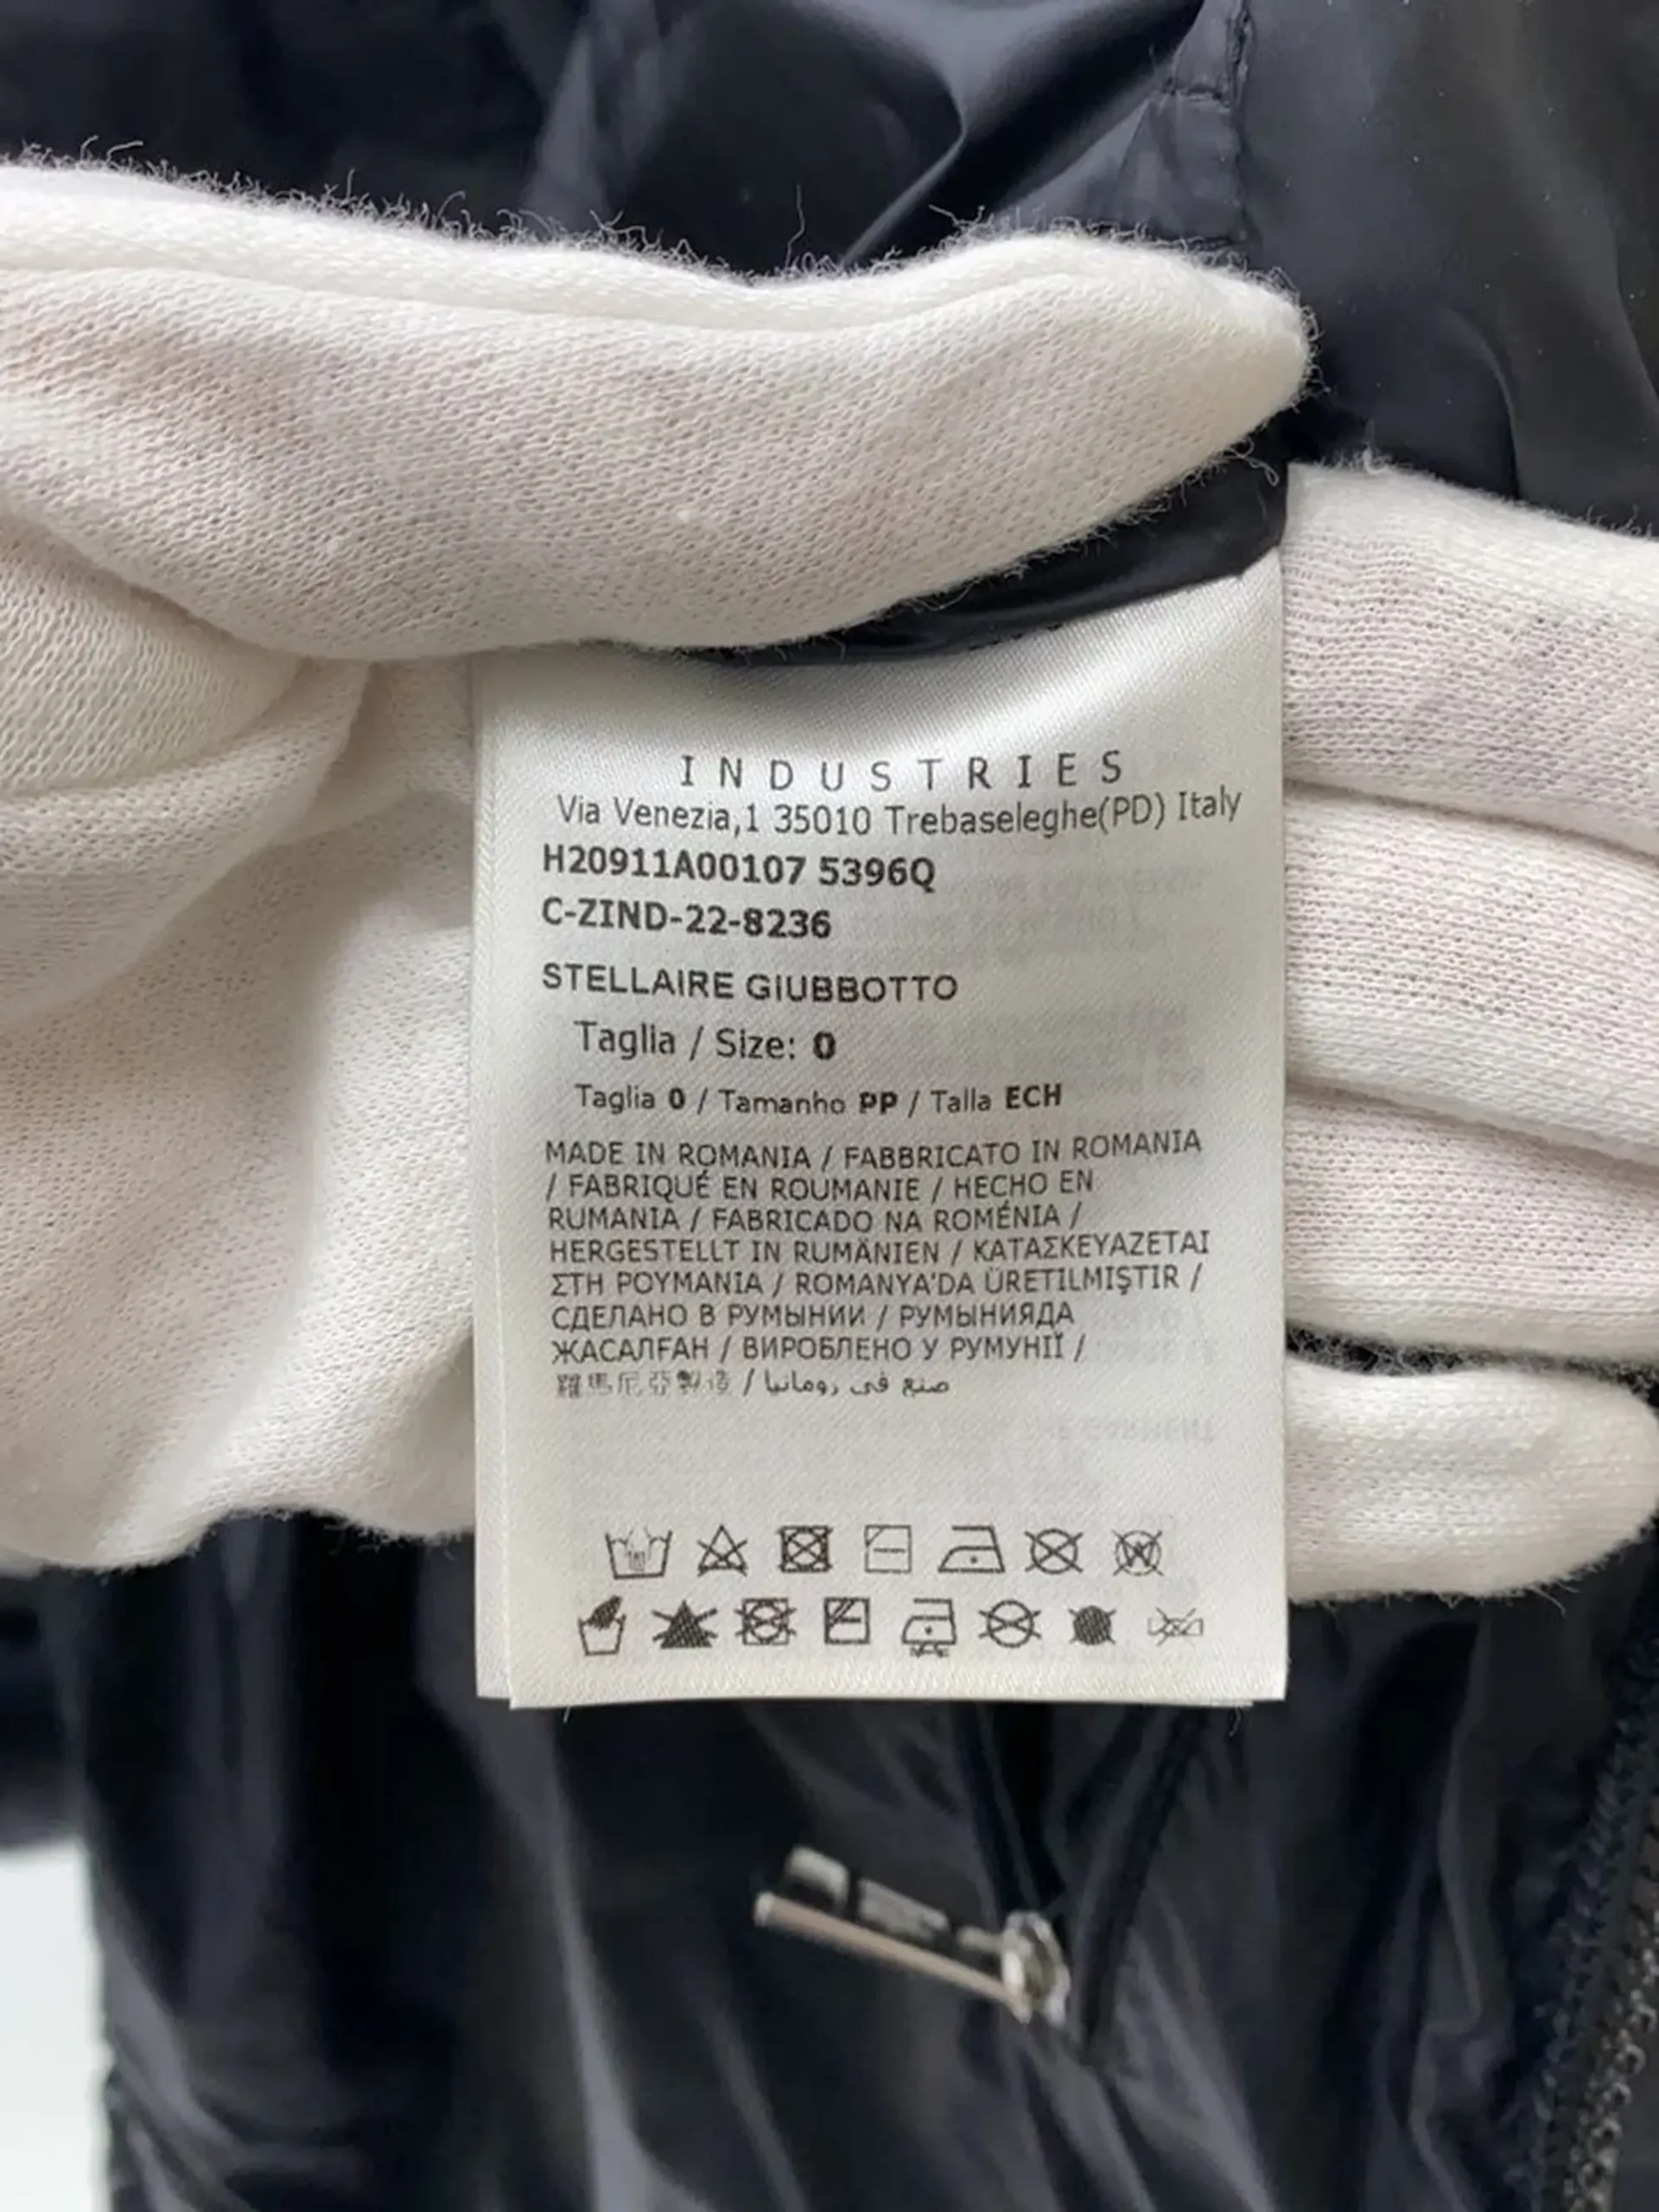 INDUSTRIES
Via Venezia,1 35010 Trebaseleghe(PD) Italy
H20911A00107 5396Q
C-ZIND-22-8236
STELLAIRE GIUBBOTTO
Taglia / Size: 0
Taglia 0 / Tamanho PP / Talla ECH
MADE IN ROMANIA / FABBRICATO IN ROMANIA
/ FABRIQUÉ EN ROUMANIE / HECHO EN
RUMANIA / FABRICADO NA ROMÉNIA /
HERGESTELLT IN RUMÄNIEN / ΚΑΤΑΣΚΕΥΑΖΕΤΑΙ
ΣΤΗ ΡΟΥΜΑΝΙΑ / ROMANYA'DA ÜRETILMIŞTIR /
СДЕЛАНО В РУМЫНИИ / РУМЫНИЯДА
ЖАСАЛҒАН / ВИРОБЛЕНО У РУМУНІЇ /
羅馬尼亞製造 / صنع في رومانيا